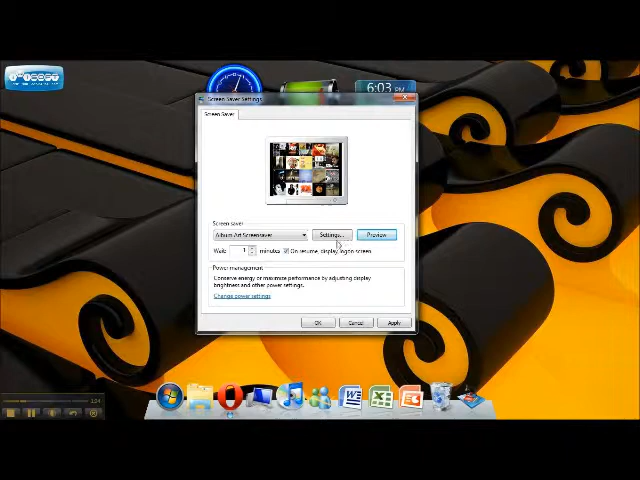 6:03
Screen Saver Settings
Screen Saver
Screen saver
Album Art Screensaver
Settings...
Preview
Wait:
1
minutes
On resume, display logon screen
Power management
Conserve energy or maximize performance by adjusting display
brightness and other power settings.
Change power settings
OK
Cancel
Apply